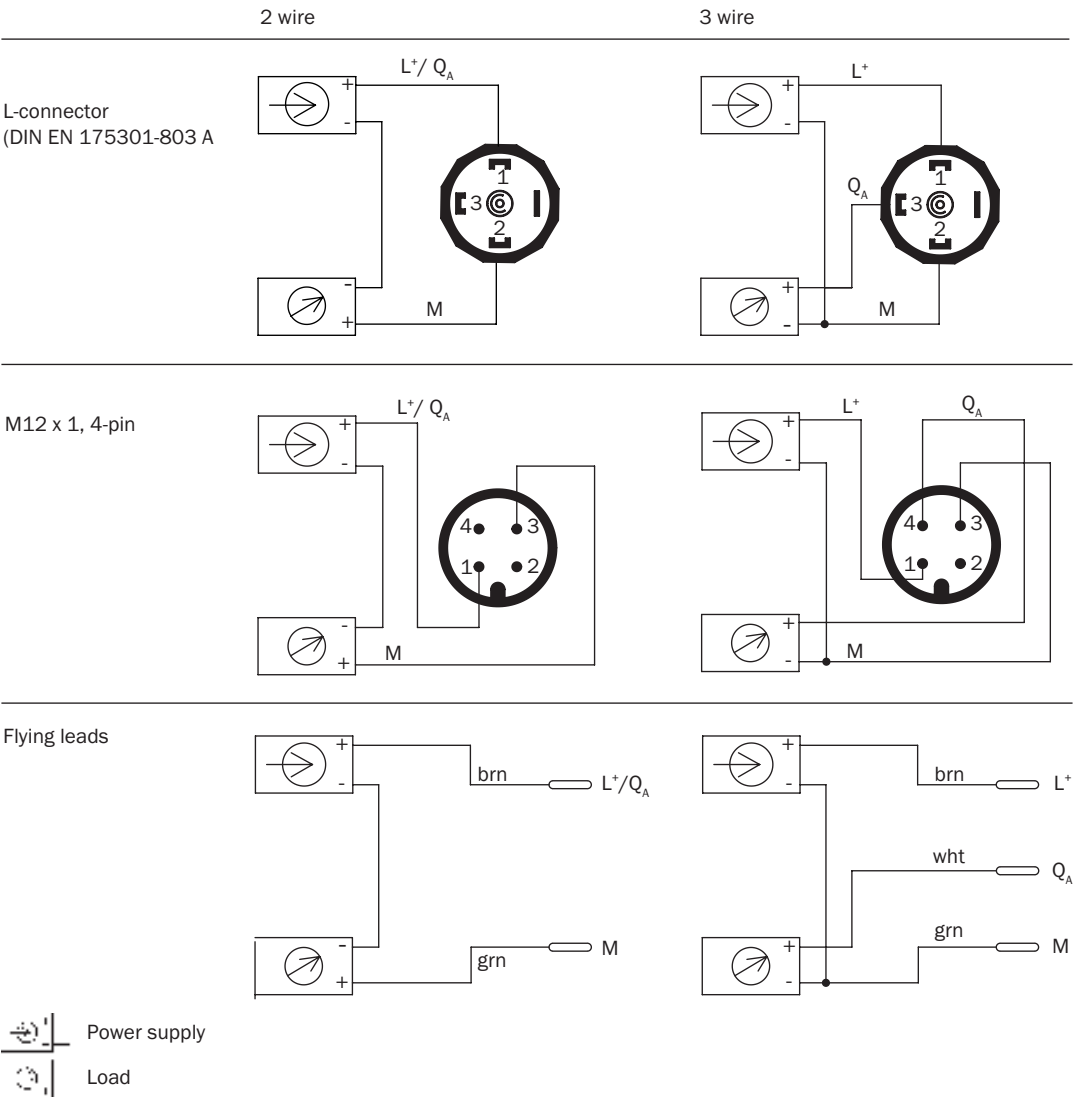 2 wire 3 wire
L-connector
(DIN EN 175301-803 A
L⁺/ Q_A
+
-
1
3
2
-
+
M
L⁺
+
-
Q_A
1
3
2
+
-
M
M12 x 1, 4-pin
L⁺/ Q_A
+
-
4 3
1 2
-
+
M
L⁺
Q_A
+
-
4 3
1 2
+
-
M
Flying leads
+
-
brn L⁺/Q_A
-
+
grn M
+
-
brn L⁺
wht Q_A
+
-
grn M
Power supply
Load